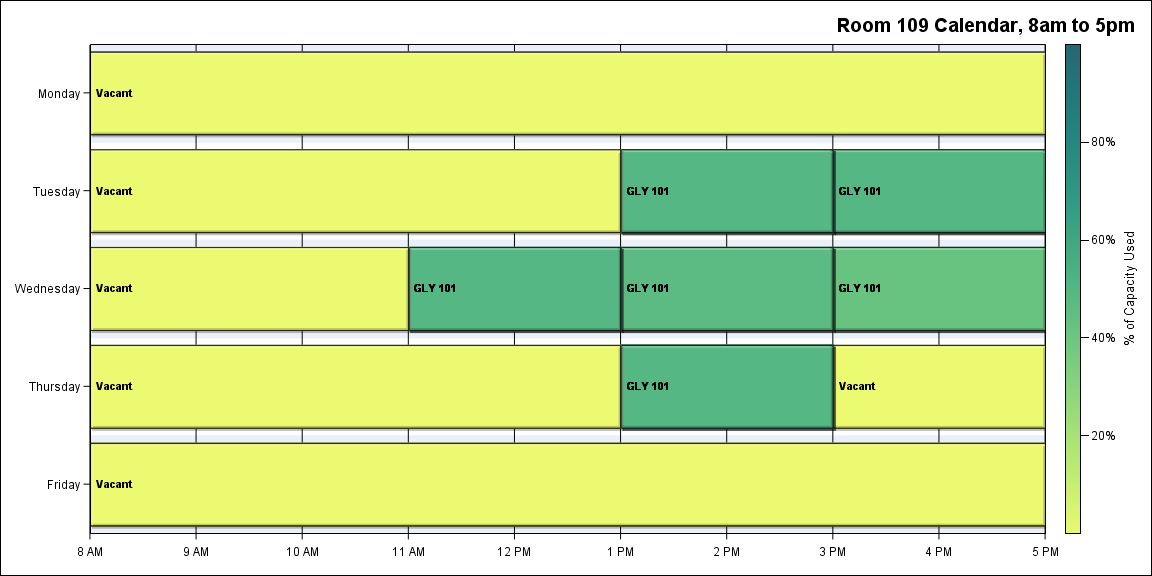 Room 109 Calendar, 8am to 5pm
Monday
Vacant
80%
Tuesday
Vacant
GLY 101
GLY 101
60%
% of Capacity Used
Wednesday
Vacant
GLY 101
GLY 101
GLY 101
40%
Thursday
Vacant
GLY 101
Vacant
20%
Friday
Vacant
8 AM
9 AM
10 AM
11 AM
12 PM
1 PM
2 PM
3 PM
4 PM
5 PM